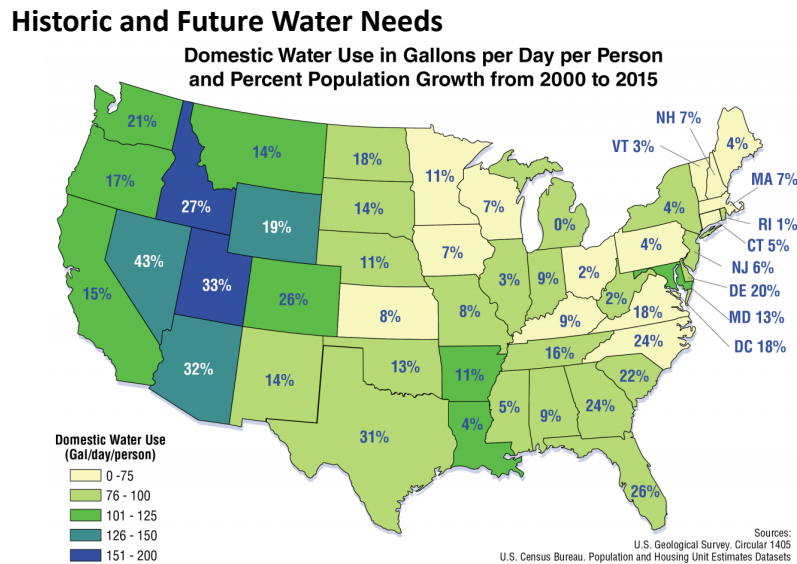 Historic and Future Water Needs
Domestic Water Use in Gallons per Day per Person
and Percent Population Growth from 2000 to 2015
21%
14%
18%
11%
17%
27%
19%
14%
7%
0%
4%
NH 7%
VT 3%
4%
MA 7%
RI 1%
CT 5%
NJ 6%
DE 20%
MD 13%
DC 18%
43%
33%
26%
11%
7%
3%
9%
2%
4%
15%
8%
8%
9%
2%
18%
32%
14%
13%
11%
16%
24%
22%
31%
4%
5%
9%
24%
26%
Domestic Water Use
(Gal/day/person)
0 -75
76 - 100
101 - 125
126 - 150
151 - 200
Sources:
U.S. Geological Survey. Circular 1405
U.S. Census Bureau. Population and Housing Unit Estimates Datasets